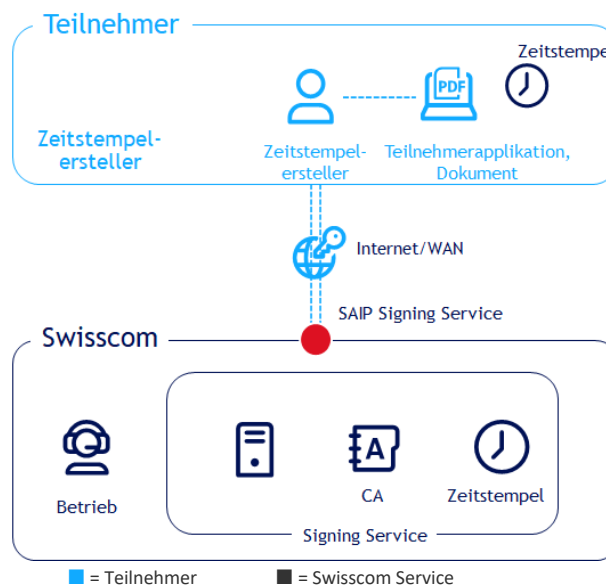 Teilnehmer
Zeitstempe
Zeitstempel-
ersteller
PDF
Zeitstempel-
ersteller
Teilnehmerapplikation,
Dokument
Internet/WAN
SAIP Signing Service
Swisscom
A
Betrieb
CA
Zeitstempel
Signing Service
= Teilnehmer
= Swisscom Service